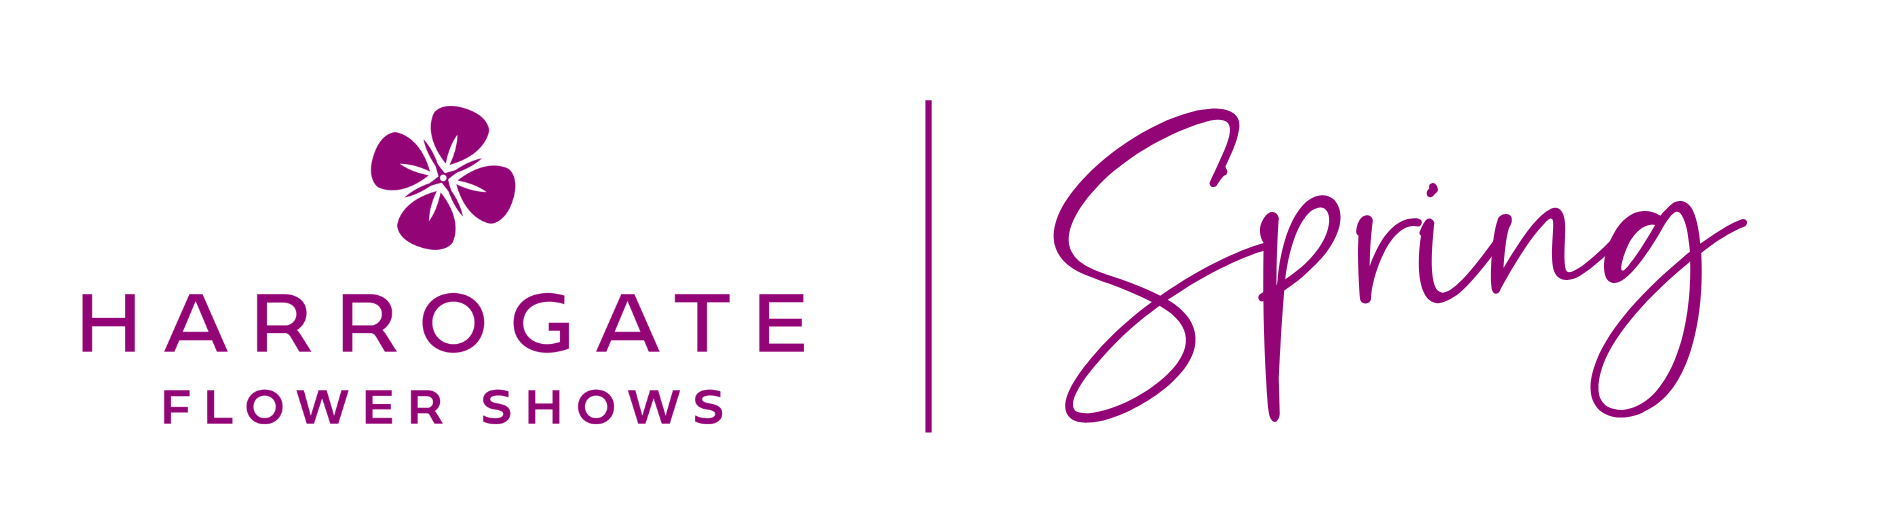 HARROGATE
FLOWER SHOWS
Spring